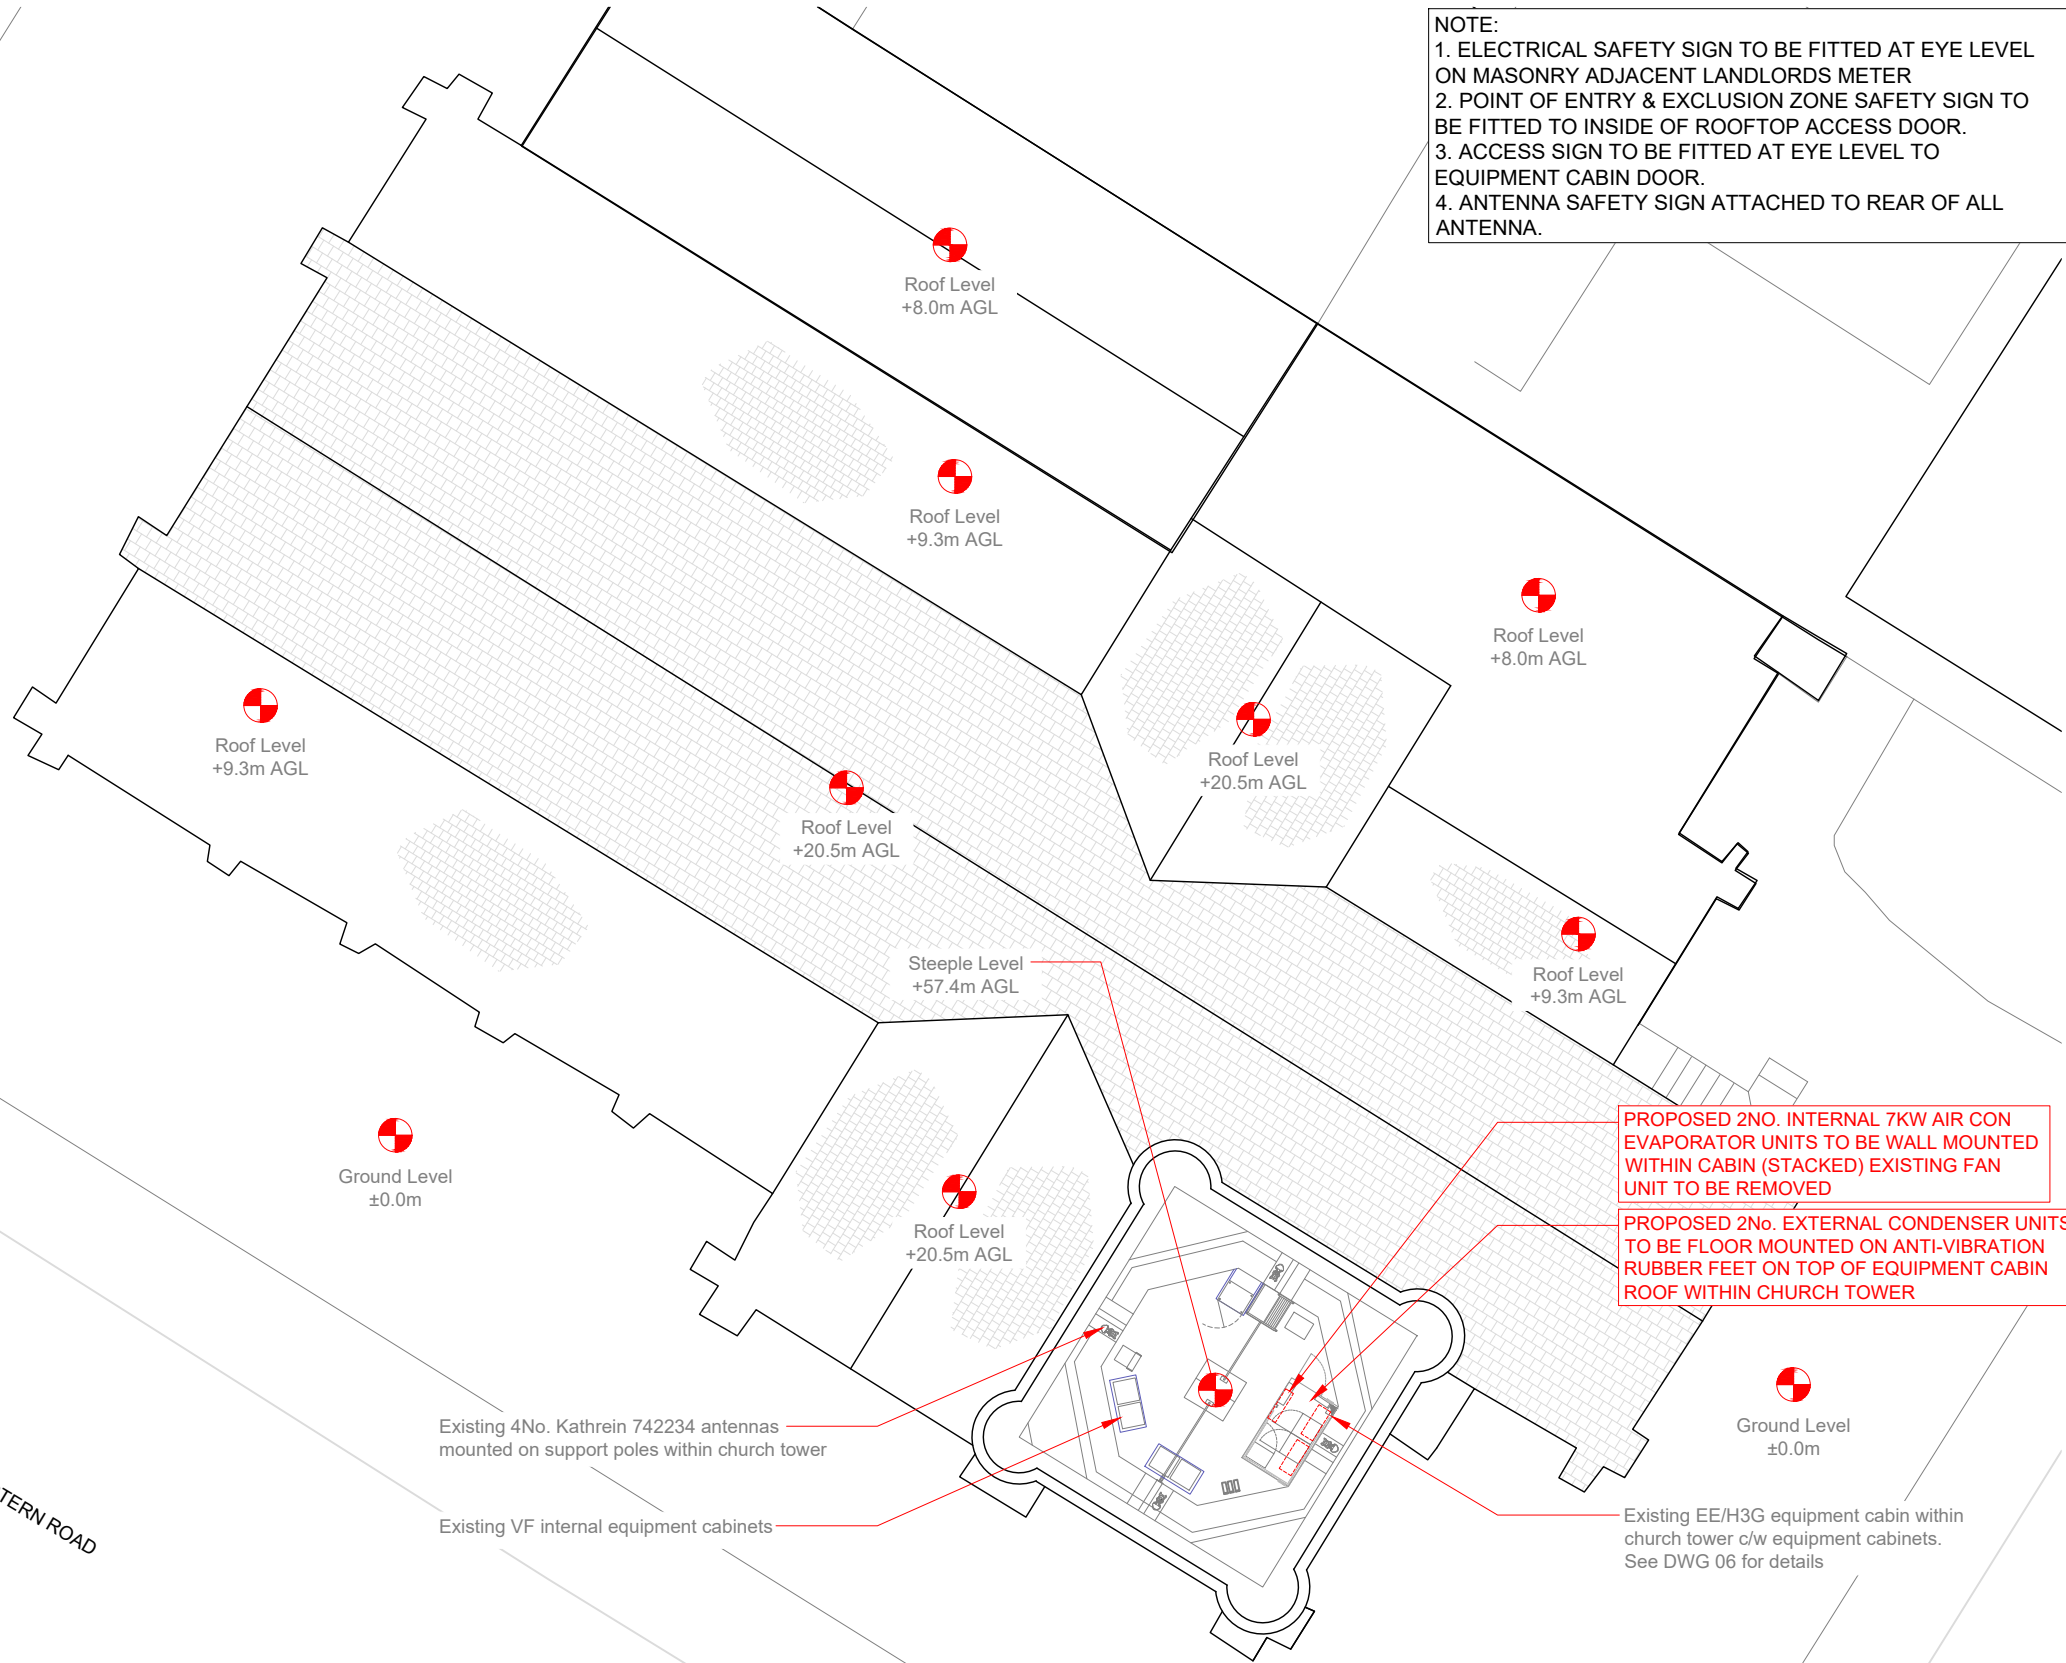 NOTE:
1. ELECTRICAL SAFETY SIGN TO BE FITTED AT EYE LEVEL
ON MASONRY ADJACENT LANDLORDS METER
2. POINT OF ENTRY & EXCLUSION ZONE SAFETY SIGN TO
BE FITTED TO INSIDE OF ROOFTOP ACCESS DOOR.
3. ACCESS SIGN TO BE FITTED AT EYE LEVEL TO
EQUIPMENT CABIN DOOR.
4. ANTENNA SAFETY SIGN ATTACHED TO REAR OF ALL
ANTENNA.
Roof Level
+8.0m AGL
Roof Level
+9.3m AGL
Roof Level
+8.0m AGL
Roof Level
+9.3m AGL
Roof Level
+20.5m AGL
Roof Level
+20.5m AGL
Steeple Level
+57.4m AGL
Roof Level
+9.3m AGL
Ground Level
±0.0m
Roof Level
+20.5m AGL
PROPOSED 2NO. INTERNAL 7KW AIR CON
EVAPORATOR UNITS TO BE WALL MOUNTED
WITHIN CABIN (STACKED) EXISTING FAN
UNIT TO BE REMOVED
PROPOSED 2No. EXTERNAL CONDENSER UNITS
TO BE FLOOR MOUNTED ON ANTI-VIBRATION
RUBBER FEET ON TOP OF EQUIPMENT CABIN
ROOF WITHIN CHURCH TOWER
Existing 4No. Kathrein 742234 antennas
mounted on support poles within church tower
Ground Level
±0.0m
Existing VF internal equipment cabinets
Existing EE/H3G equipment cabin within
church tower c/w equipment cabinets.
See DWG 06 for details
TERN ROAD